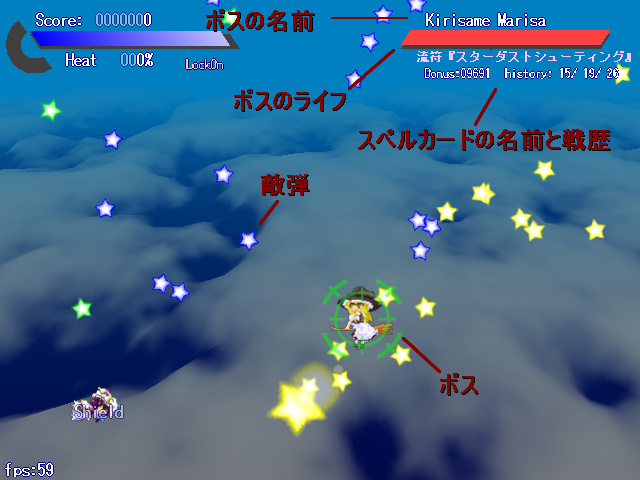 Score: 0000000
ボスの名前
Kirisame Marisa
Heat 000%
LockOn
流符『スターダストシューティング』
Bonus:09691 history: 15/ 19/ 26
ボスのライフ
スペルカードの名前と戦歴
敵弾
ボス
Shield
fps:59